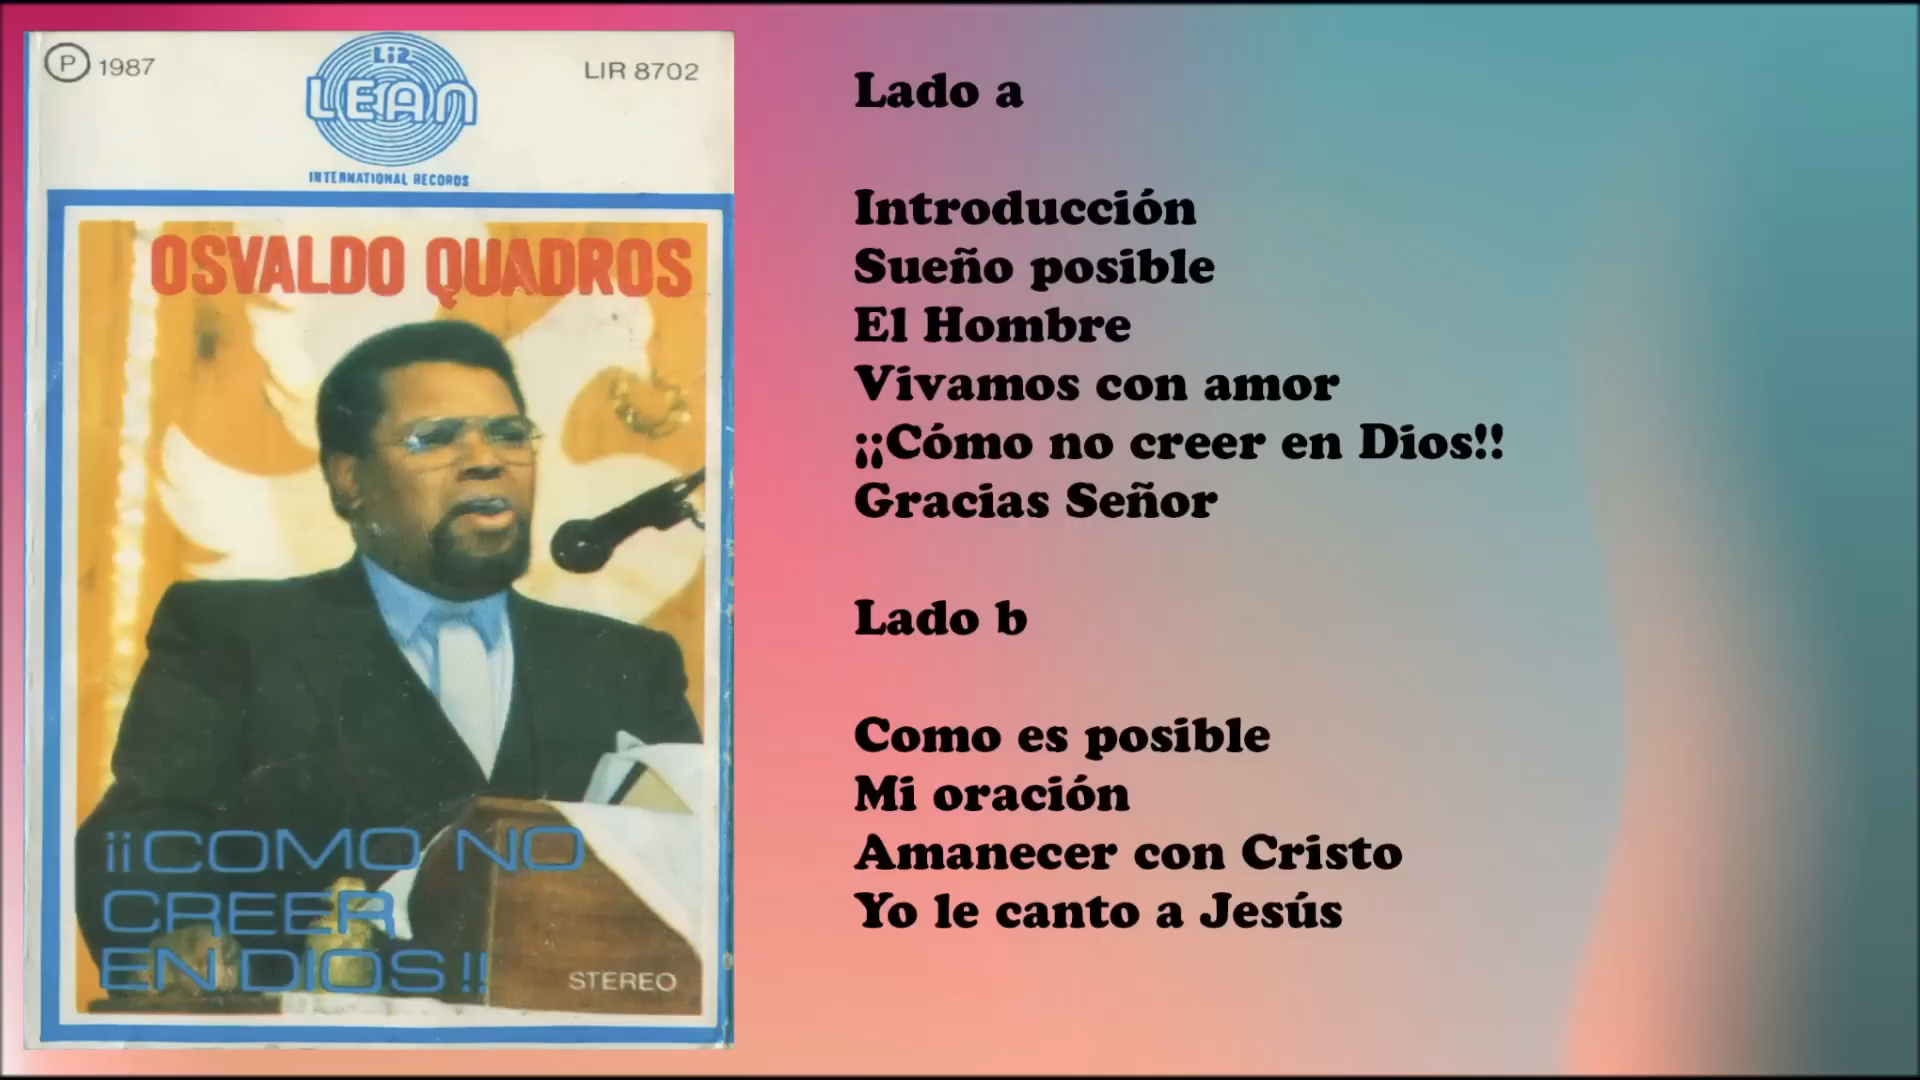 P 1987
LiR
LEAN
INTERNATIONAL RECORDS
LIR 8702
OSVALDO QUADROS
¡¡COMO NO
CREER
EN DIOS!!
STEREO
Lado a
Introducción
Sueño posible
El Hombre
Vivamos con amor
¡¡Cómo no creer en Dios!!
Gracias Señor
Lado b
Como es posible
Mi oración
Amanecer con Cristo
Yo le canto a Jesús